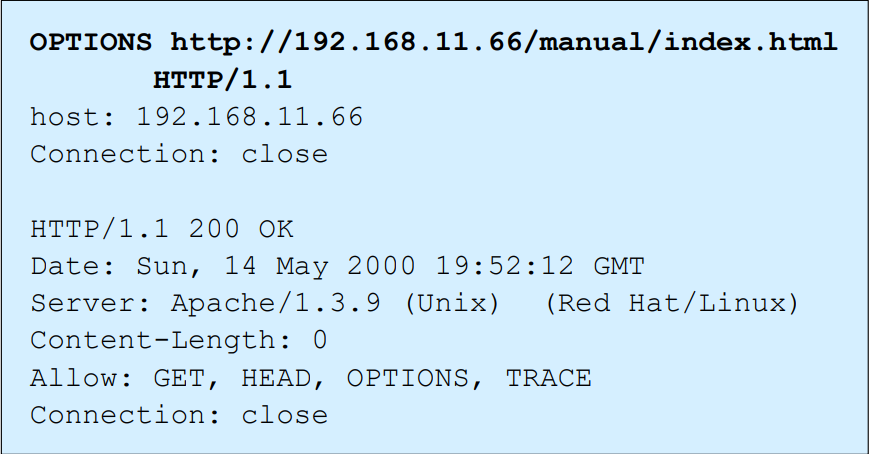 OPTIONS http://192.168.11.66/manual/index.html
HTTP/1.1
host: 192.168.11.66
Connection: close

HTTP/1.1 200 OK
Date: Sun, 14 May 2000 19:52:12 GMT
Server: Apache/1.3.9 (Unix)  (Red Hat/Linux)
Content-Length: 0
Allow: GET, HEAD, OPTIONS, TRACE
Connection: close